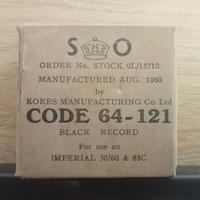 S O
ORDER No. STOCK 9L/15710
MANUFACTURED AUG. 1960
by
KORES MANUFACTURING Co. Ltd
CODE 64-121
BLACK RECORD
For use on
IMPERIAL 50/60 & 65C